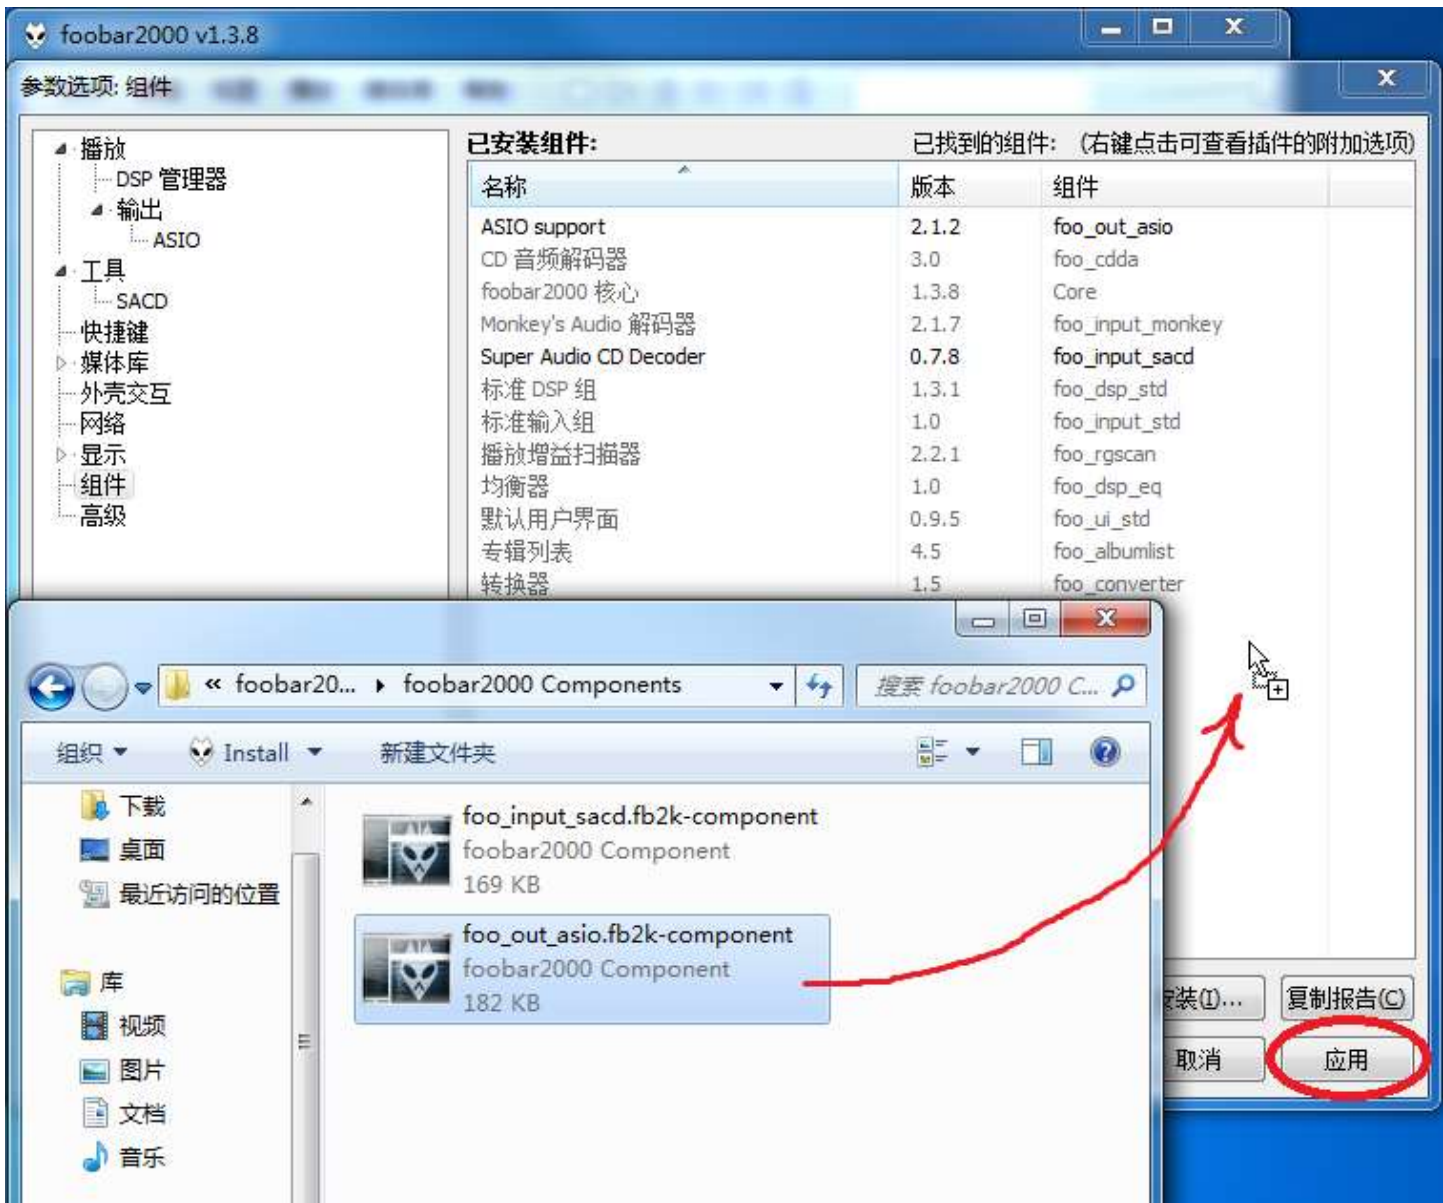 foobar2000 v1.3.8
参数选项: 组件
播放
DSP 管理器
输出
ASIO
工具
SACD
快捷键
媒体库
外壳交互
网络
显示
组件
高级
已安装组件: 已找到的组件: (右健点击可查看插件的附加选项)
名称 版本 组件
ASIO support 2.1.2 foo_out_asio
CD 音频解码器 3.0 foo_cdda
foobar2000 核心 1.3.8 Core
Monkey's Audio 解码器 2.1.7 foo_input_monkey
Super Audio CD Decoder 0.7.8 foo_input_sacd
标准 DSP 组 1.3.1 foo_dsp_std
标准输入组 1.0 foo_input_std
播放增益扫描器 2.2.1 foo_rgscan
均衡器 1.0 foo_dsp_eq
默认用户界面 0.9.5 foo_ui_std
专辑列表 4.5 foo_albumlist
转换器 1.5 foo_converter
« foobar20... foobar2000 Components 搜索 foobar2000 C...
组织 Install 新建文件夹
下载
桌面
最近访问的位置
库
视频
图片
文档
音乐
foo_input_sacd.fb2k-component
foobar2000 Component
169 KB
foo_out_asio.fb2k-component
foobar2000 Component
182 KB
装(I)... 复制报告(C)
取消 应用